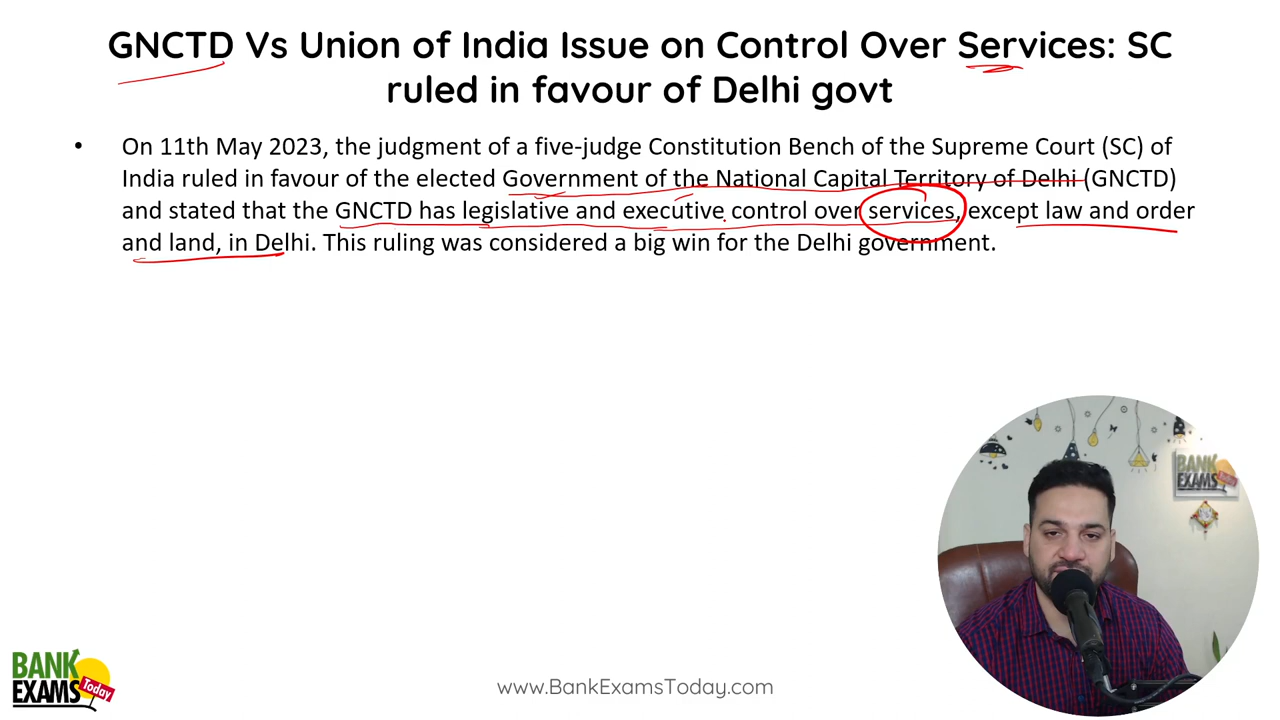 GNCTD Vs Union of India Issue on Control Over Services: SC
ruled in favour of Delhi govt
• On 11th May 2023, the judgment of a five-judge Constitution Bench of the Supreme Court (SC) of
India ruled in favour of the elected Government of the National Capital Territory of Delhi (GNCTD)
and stated that the GNCTD has legislative and executive control over services, except law and order
and land, in Delhi. This ruling was considered a big win for the Delhi government.
BANK
EXAMS
Today
BANK
EXAMS
Today
www.BankExamsToday.com